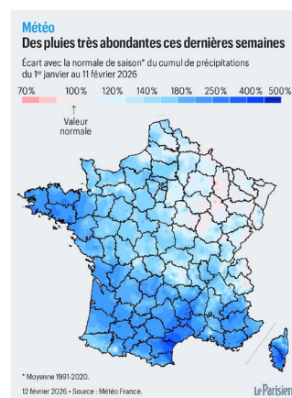 Météo
Des pluies très abondantes ces dernières semaines
Écart avec la normale de saison* du cumul de précipitations
du 1er janvier au 11 février 2026
70% 100% 120% 140% 180% 250% 400% 500%
Valeur
normale
* Moyenne 1991-2020.
12 février 2026 • Source : Météo France.
Le Parisien